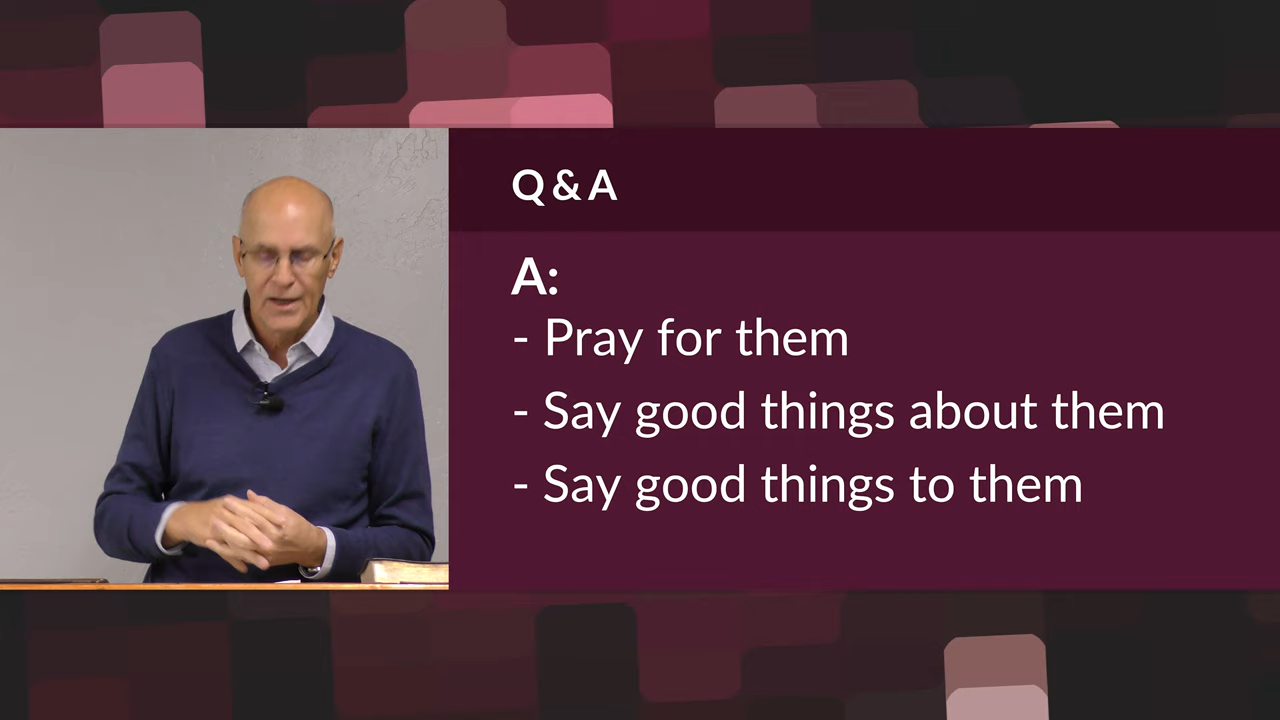 Q & A
A:
- Pray for them
- Say good things about them
- Say good things to them